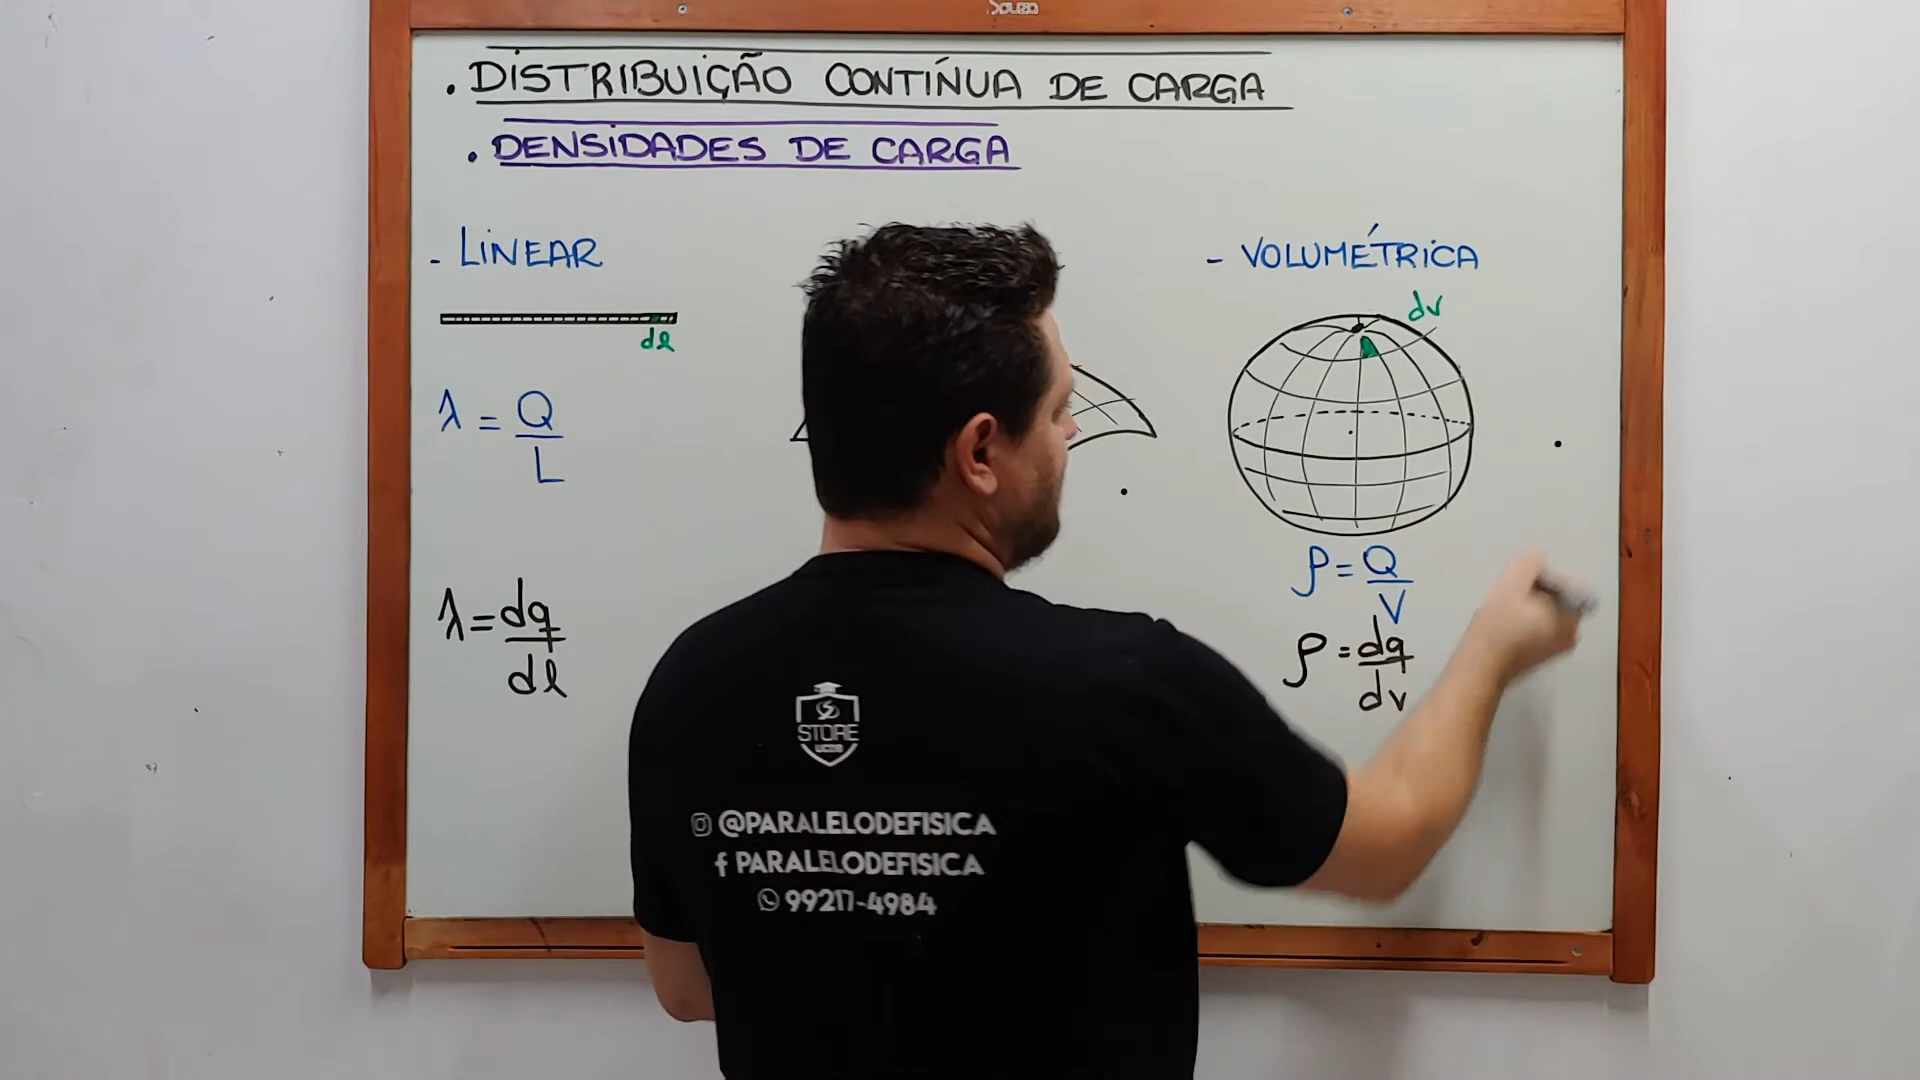 Souza
. DISTRIBUIÇÃO CONTÍNUA DE CARGA
. DENSIDADES DE CARGA
- LINEAR
dl
λ = Q/L
λ = dq/dl
- VOLUMÉTRICA
dv
ρ = Q/V
ρ = dq/dv
STORE
@PARALELODEFISICA
f PARALELODEFISICA
99217-4984